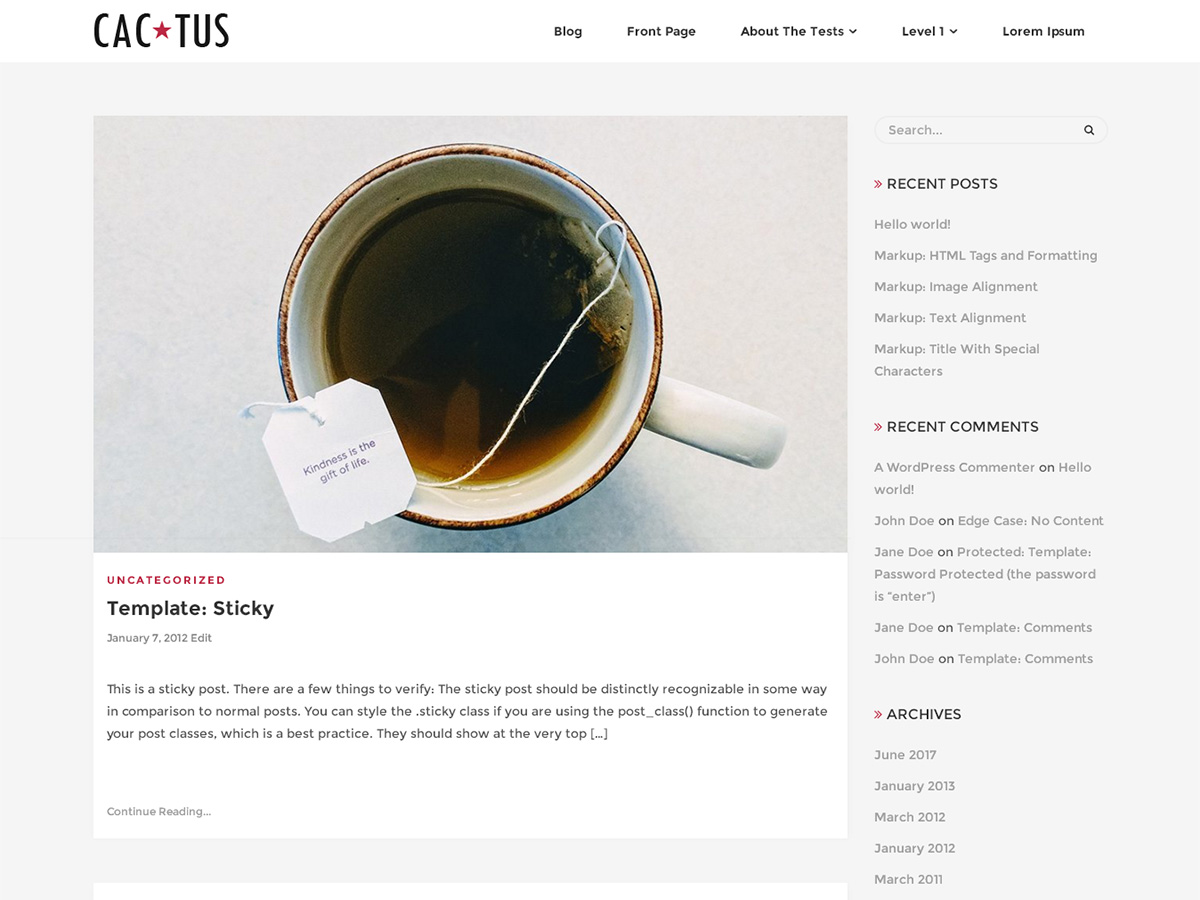 CAC★TUS
Blog Front Page About The Tests Level 1 Lorem Ipsum
Kindness is the
gift of life.
UNCATEGORIZED
Template: Sticky
January 7, 2012 Edit
This is a sticky post. There are a few things to verify: The sticky post should be distinctly recognizable in some way
in comparison to normal posts. You can style the .sticky class if you are using the post_class() function to generate
your post classes, which is a best practice. They should show at the very top [...]
Continue Reading...
Search...
» RECENT POSTS
Hello world!
Markup: HTML Tags and Formatting
Markup: Image Alignment
Markup: Text Alignment
Markup: Title With Special
Characters
» RECENT COMMENTS
A WordPress Commenter on Hello
world!
John Doe on Edge Case: No Content
Jane Doe on Protected: Template:
Password Protected (the password
is “enter”)
Jane Doe on Template: Comments
John Doe on Template: Comments
» ARCHIVES
June 2017
January 2013
March 2012
January 2012
March 2011